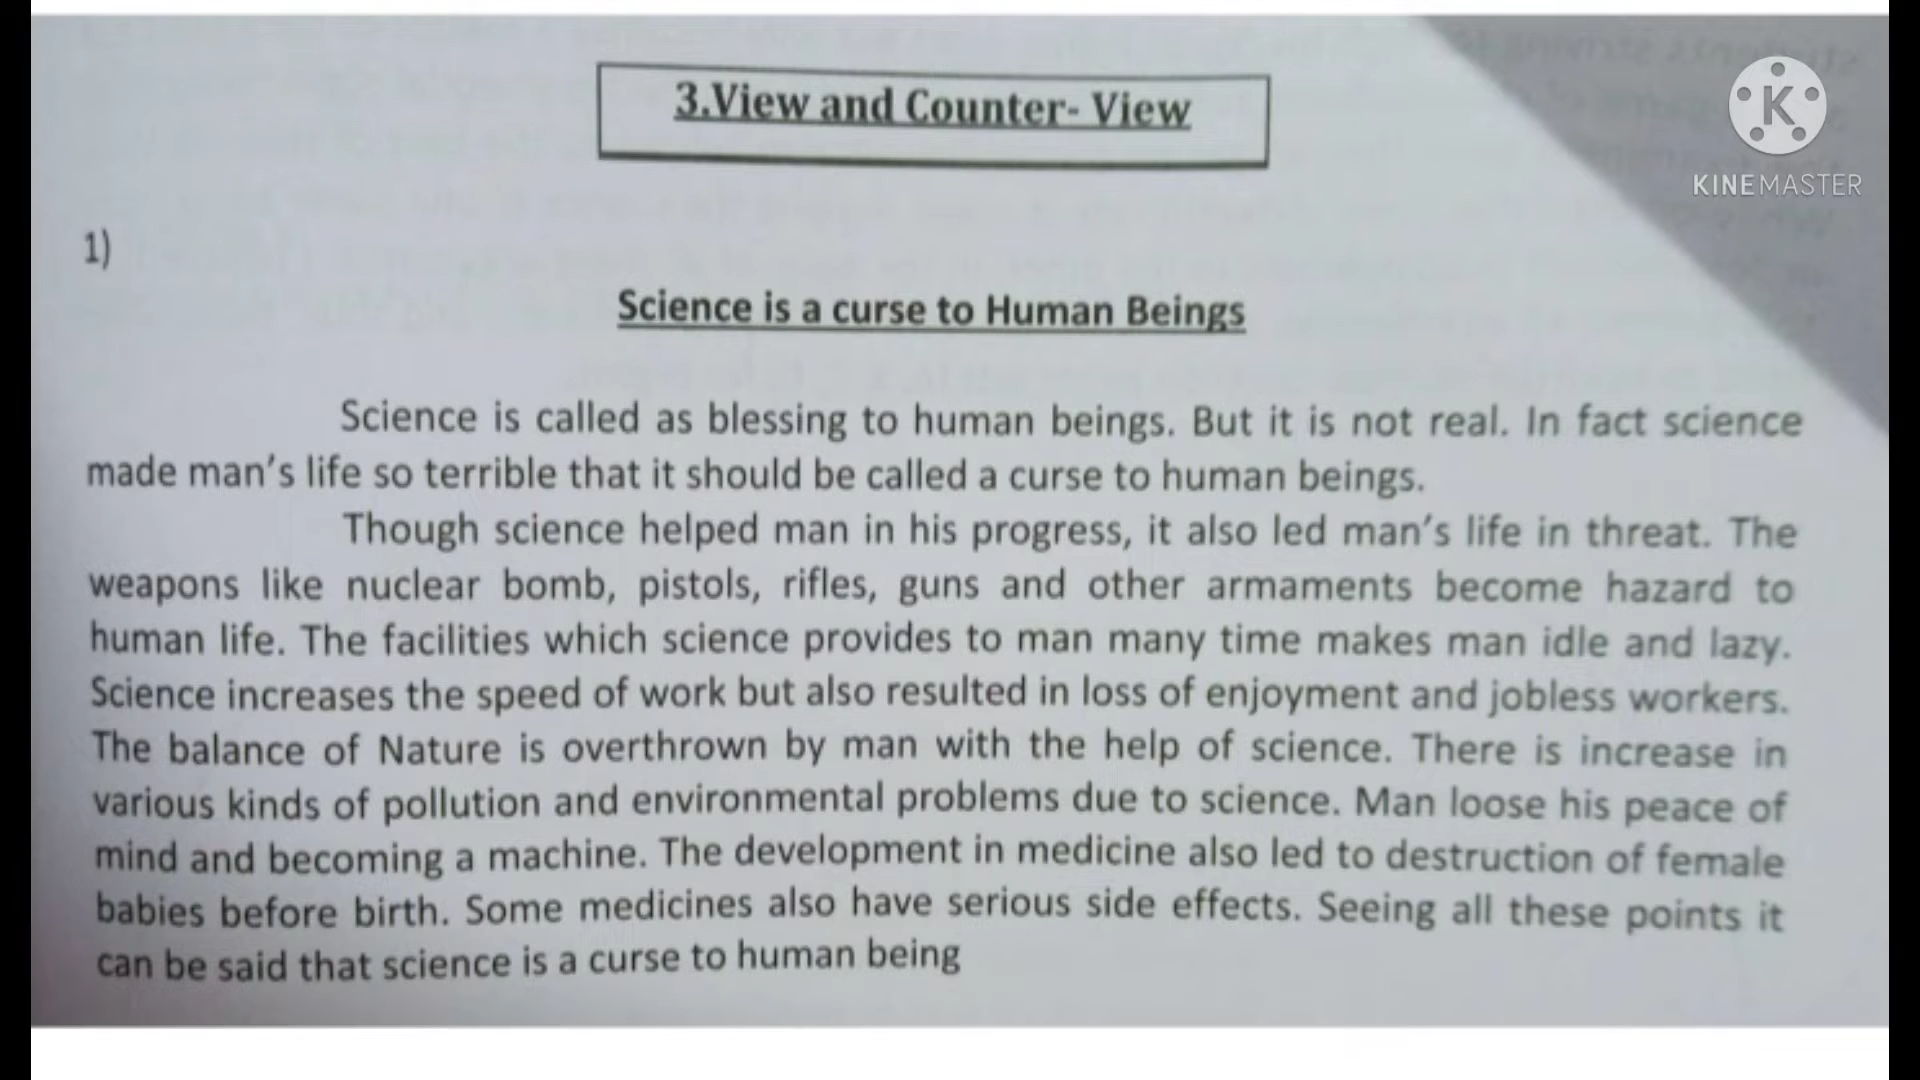 3.View and Counter- View
K
KINEMASTER
1)
Science is a curse to Human Beings
Science is called as blessing to human beings. But it is not real. In fact science
made man's life so terrible that it should be called a curse to human beings.
Though science helped man in his progress, it also led man's life in threat. The
weapons like nuclear bomb, pistols, rifles, guns and other armaments become hazard to
human life. The facilities which science provides to man many time makes man idle and lazy.
Science increases the speed of work but also resulted in loss of enjoyment and jobless workers.
The balance of Nature is overthrown by man with the help of science. There is increase in
various kinds of pollution and environmental problems due to science. Man loose his peace of
mind and becoming a machine. The development in medicine also led to destruction of female
babies before birth. Some medicines also have serious side effects. Seeing all these points it
can be said that science is a curse to human being